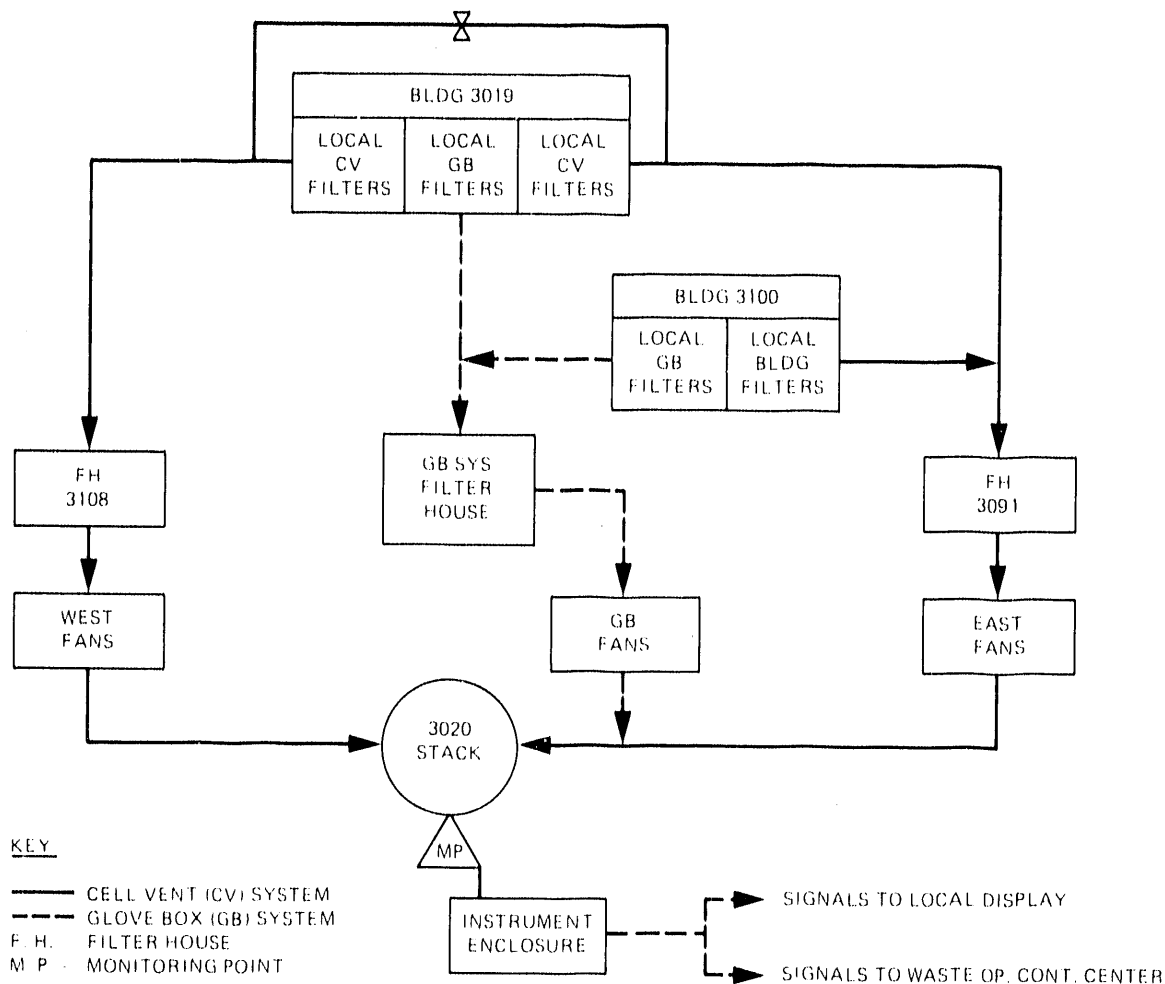 BLDG 3019
LOCAL
CV
FILTERS
LOCAL
GB
FILTERS
LOCAL
CV
FILTERS
BLDG 3100
LOCAL
GB
FILTERS
LOCAL
BLDG
FILTERS
FH
3108
GB SYS
FILTER
HOUSE
FH
3091
WEST
FANS
GB
FANS
EAST
FANS
3020
STACK
MP
INSTRUMENT
ENCLOSURE
SIGNALS TO LOCAL DISPLAY
SIGNALS TO WASTE OP. CONT. CENTER
KEY
CELL VENT (CV) SYSTEM
GLOVE BOX (GB) SYSTEM
F. H. FILTER HOUSE
M P - MONITORING POINT